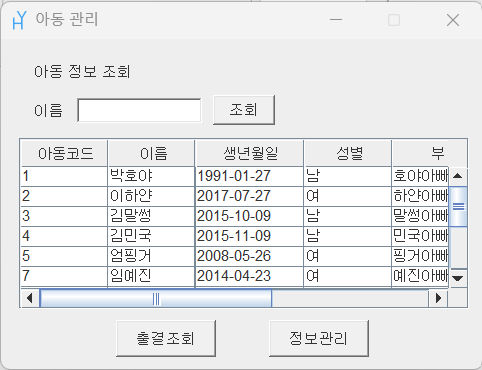 아동 관리
아동 정보 조회
이름 조회
아동코드 이름 생년월일 성별 부
1 박호야 1991-01-27 남 호야아빠
2 이하얀 2017-07-27 여 하얀아빠
3 김말썽 2015-10-09 남 말썽아빠
4 김민국 2015-11-09 남 민국아빠
5 엄핑거 2008-05-26 여 핑거아빠
7 임예진 2014-04-23 여 예진아빠
출결조회 정보관리